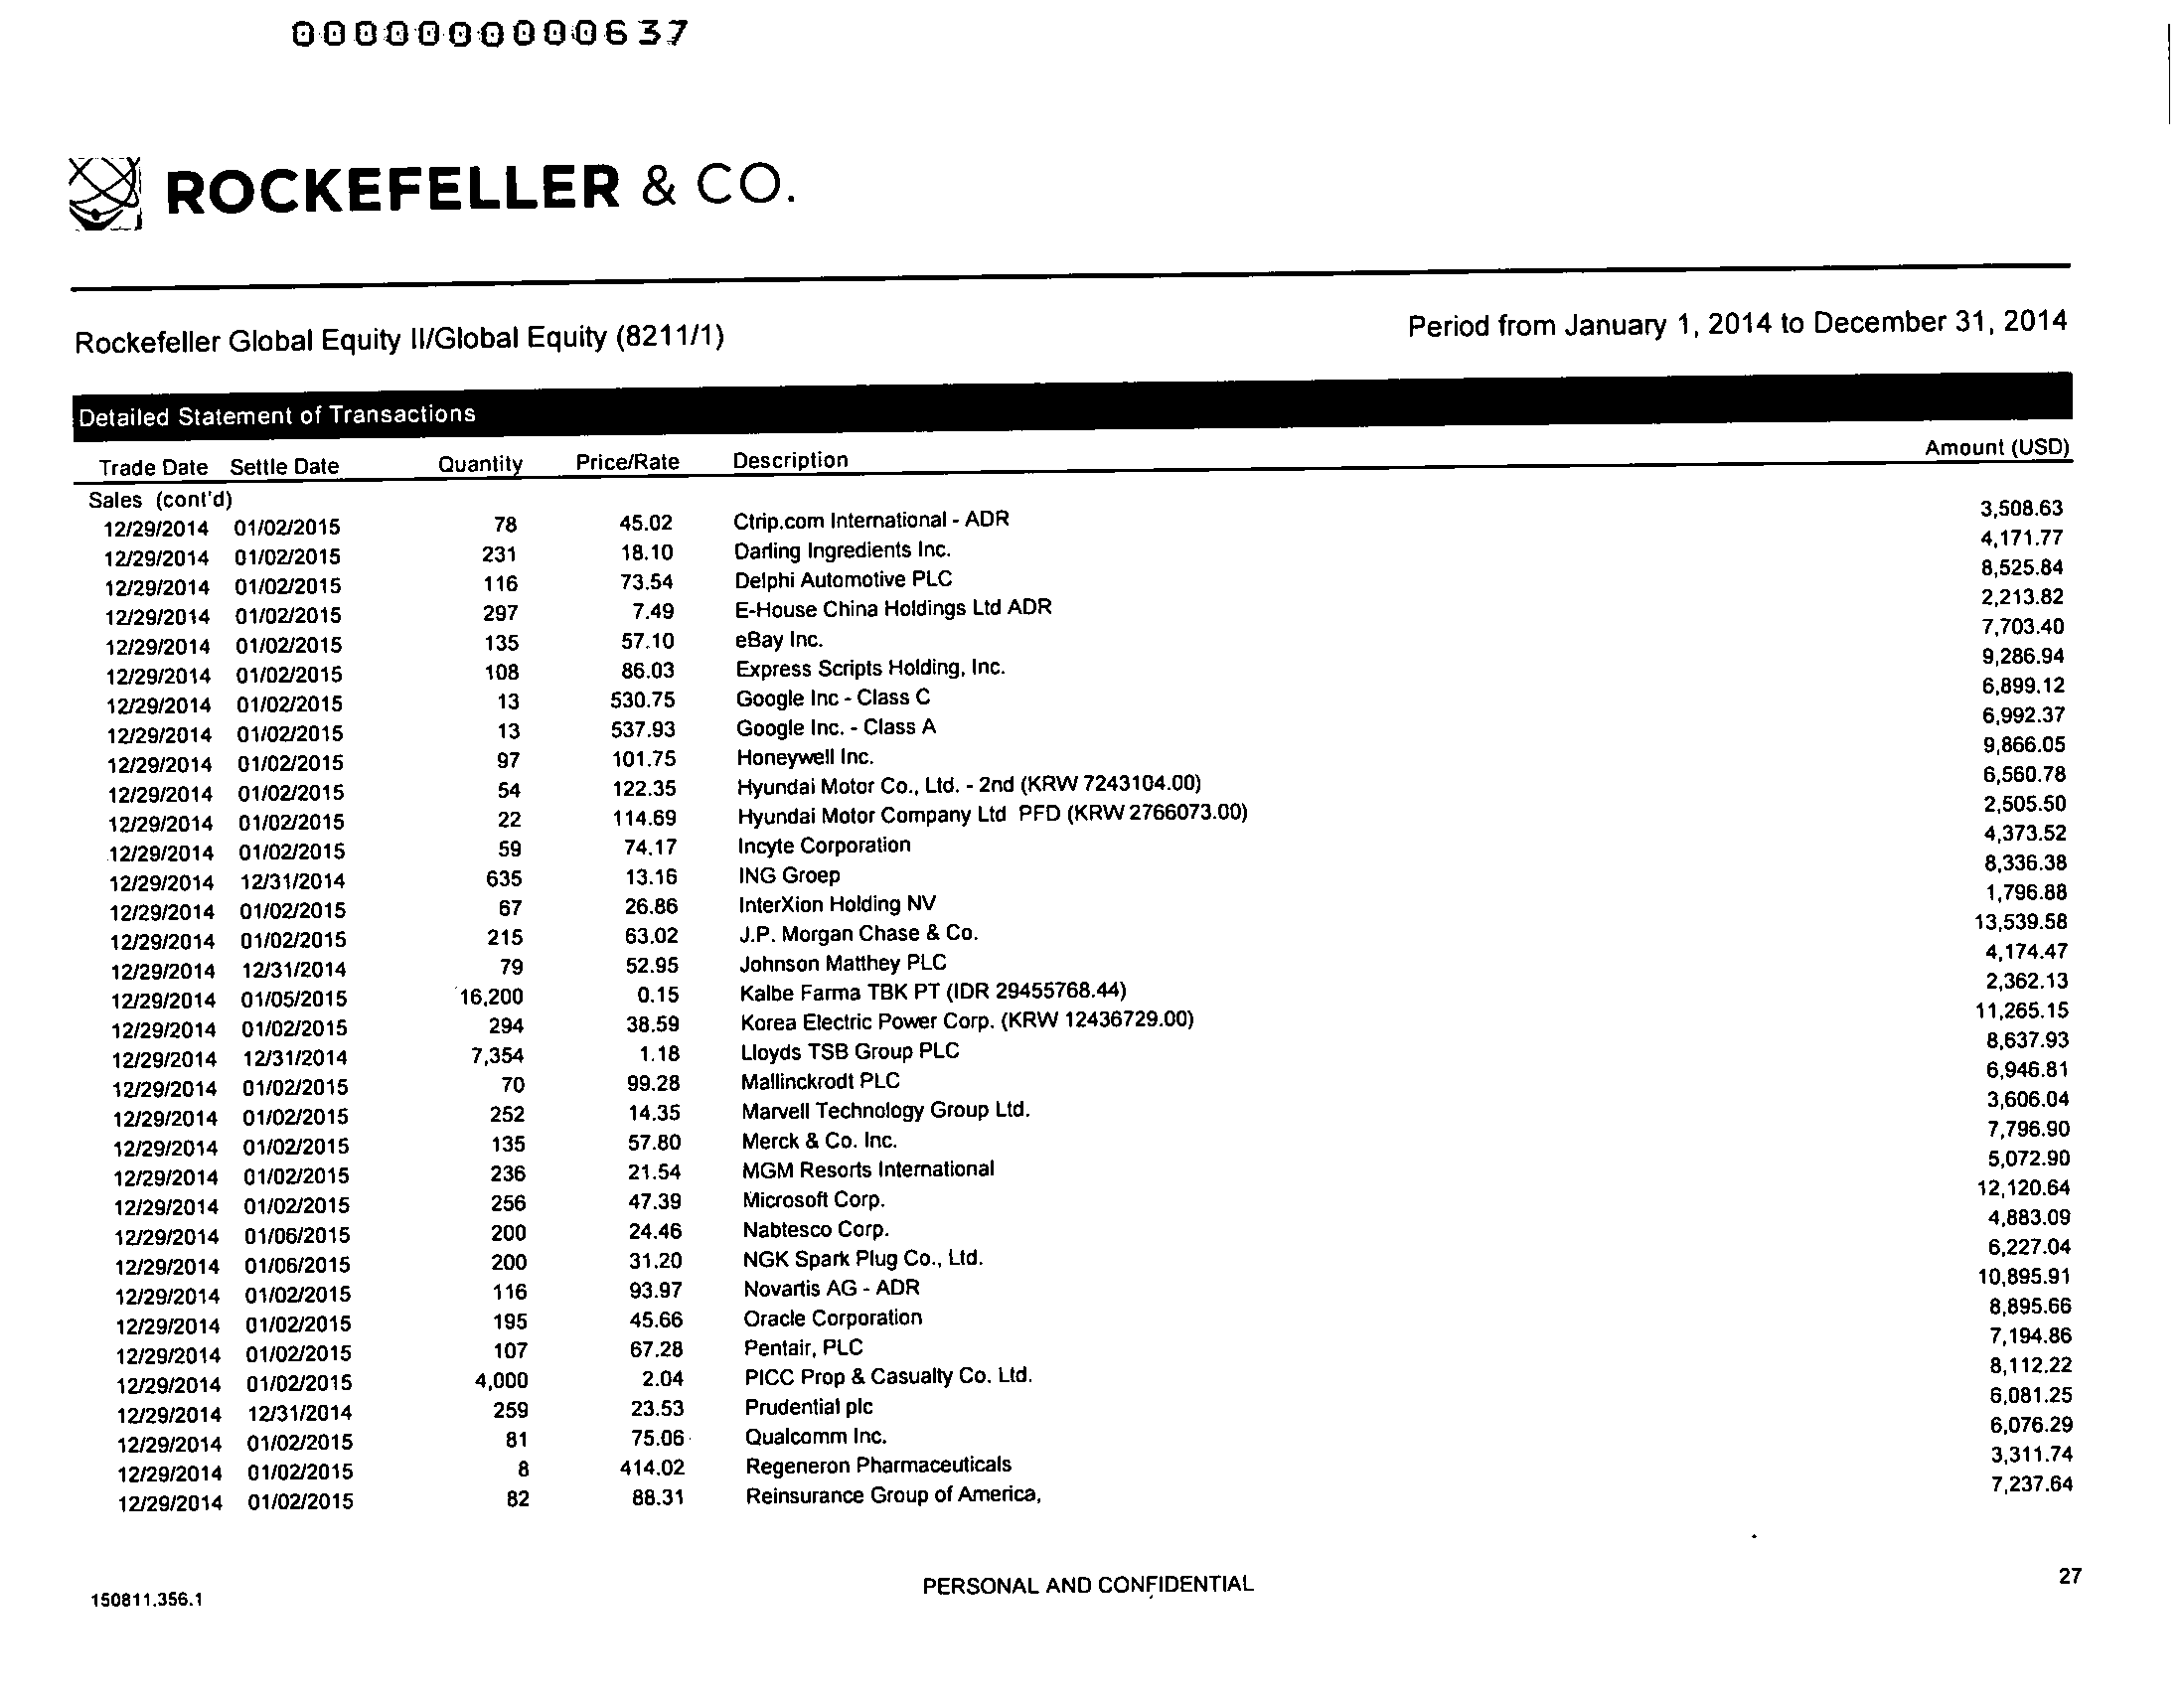 0000000000637
ROCKEFELLER & CO.
Rockefeller Global Equity II/Global Equity (8211/1) Period from January 1, 2014 to December 31, 2014
Detailed Statement of Transactions
Trade Date Settle Date Quantity Price/Rate Description Amount (USD)
Sales (cont'd)
12/29/2014 01/02/2015 78 45.02 Ctrip.com International - ADR 3,508.63
12/29/2014 01/02/2015 231 18.10 Darling Ingredients Inc. 4,171.77
12/29/2014 01/02/2015 116 73.54 Delphi Automotive PLC 8,525.84
12/29/2014 01/02/2015 297 7.49 E-House China Holdings Ltd ADR 2,213.82
12/29/2014 01/02/2015 135 57.10 eBay Inc. 7,703.40
12/29/2014 01/02/2015 108 86.03 Express Scripts Holding, Inc. 9,286.94
12/29/2014 01/02/2015 13 530.75 Google Inc - Class C 6,899.12
12/29/2014 01/02/2015 13 537.93 Google Inc. - Class A 6,992.37
12/29/2014 01/02/2015 97 101.75 Honeywell Inc. 9,866.05
12/29/2014 01/02/2015 54 122.35 Hyundai Motor Co., Ltd. - 2nd (KRW 7243104.00) 6,560.78
12/29/2014 01/02/2015 22 114.69 Hyundai Motor Company Ltd PFD (KRW 2766073.00) 2,505.50
12/29/2014 01/02/2015 59 74.17 Incyte Corporation 4,373.52
12/29/2014 12/31/2014 635 13.16 ING Groep 8,336.38
12/29/2014 01/02/2015 67 26.86 InterXion Holding NV 1,796.88
12/29/2014 01/02/2015 215 63.02 J.P. Morgan Chase & Co. 13,539.58
12/29/2014 12/31/2014 79 52.95 Johnson Matthey PLC 4,174.47
12/29/2014 01/05/2015 16,200 0.15 Kalbe Farma TBK PT (IDR 29455768.44) 2,362.13
12/29/2014 01/02/2015 294 38.59 Korea Electric Power Corp. (KRW 12436729.00) 11,265.15
12/29/2014 12/31/2014 7,354 1.18 Lloyds TSB Group PLC 8,637.93
12/29/2014 01/02/2015 70 99.28 Mallinckrodt PLC 6,946.81
12/29/2014 01/02/2015 252 14.35 Marvell Technology Group Ltd. 3,606.04
12/29/2014 01/02/2015 135 57.80 Merck & Co. Inc. 7,796.90
12/29/2014 01/02/2015 236 21.54 MGM Resorts International 5,072.90
12/29/2014 01/02/2015 256 47.39 Microsoft Corp. 12,120.64
12/29/2014 01/06/2015 200 24.46 Nabtesco Corp. 4,883.09
12/29/2014 01/06/2015 200 31.20 NGK Spark Plug Co., Ltd. 6,227.04
12/29/2014 01/02/2015 116 93.97 Novartis AG - ADR 10,895.91
12/29/2014 01/02/2015 195 45.66 Oracle Corporation 8,895.66
12/29/2014 01/02/2015 107 67.28 Pentair, PLC 7,194.86
12/29/2014 01/02/2015 4,000 2.04 PICC Prop & Casualty Co. Ltd. 8,112.22
12/29/2014 12/31/2014 259 23.53 Prudential plc 6,081.25
12/29/2014 01/02/2015 81 75.06 Qualcomm Inc. 6,076.29
12/29/2014 01/02/2015 8 414.02 Regeneron Pharmaceuticals 3,311.74
12/29/2014 01/02/2015 82 88.31 Reinsurance Group of America, 7,237.64
150811.356.1 PERSONAL AND CONFIDENTIAL 27